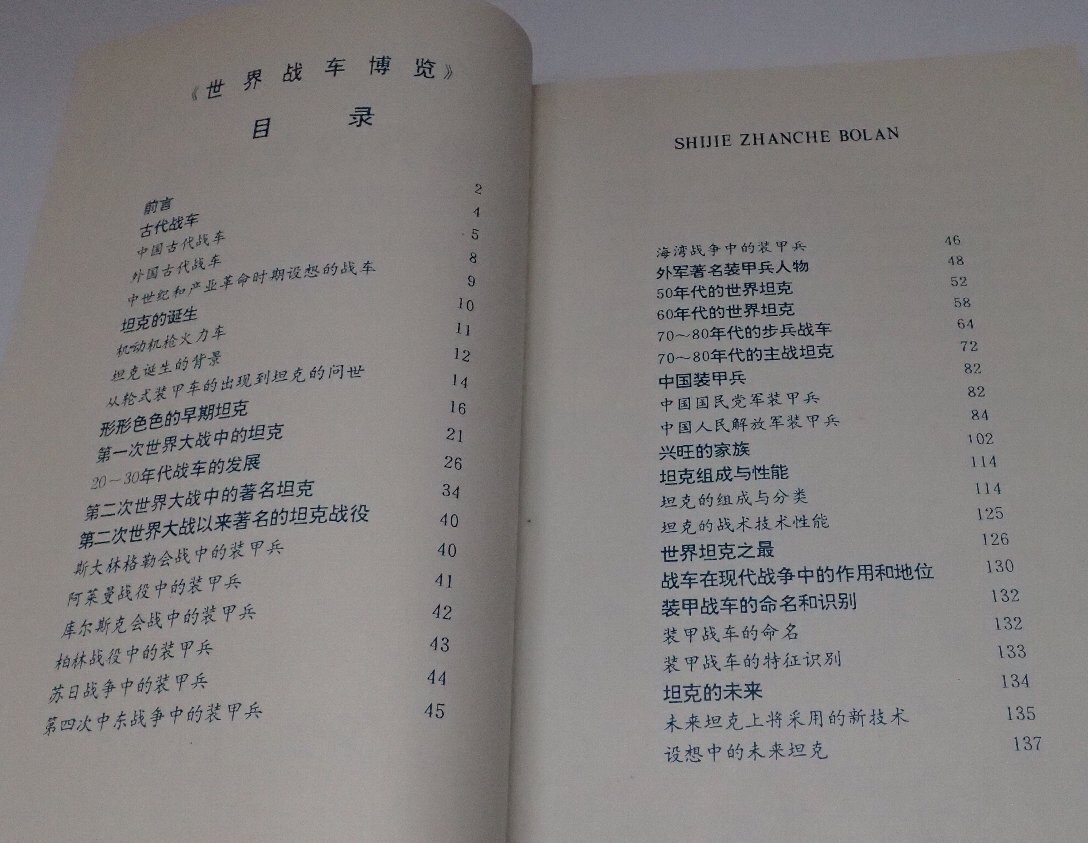 《世界战车博览》
目 录
前言 2
古代战车 4
中国古代战车 5
外国古代战车 8
中世纪和产业革命时期设想的战车 9
坦克的诞生 10
机动机枪火力车 11
坦克诞生的背景 12
从轮式装甲车的出现到坦克的问世 14
形形色色的早期坦克 16
第一次世界大战中的坦克 21
20～30年代战车的发展 26
第二次世界大战中的著名坦克 34
第二次世界大战以来著名的坦克战役 40
斯大林格勒会战中的装甲兵 40
阿莱曼战役中的装甲兵 41
库尔斯克会战中的装甲兵 42
柏林战役中的装甲兵 43
苏日战争中的装甲兵 44
第四次中东战争中的装甲兵 45
SHIJIE ZHANCHE BOLAN
海湾战争中的装甲兵 46
外军著名装甲兵人物 48
50年代的世界坦克 52
60年代的世界坦克 58
70～80年代的步兵战车 64
70～80年代的主战坦克 72
中国装甲兵 82
中国国民党军装甲兵 82
中国人民解放军装甲兵 84
兴旺的家族 102
坦克组成与性能 114
坦克的组成与分类 114
坦克的战术技术性能 125
世界坦克之最 126
战车在现代战争中的作用和地位 130
装甲战车的命名和识别 132
装甲战车的命名 132
装甲战车的特征识别 133
坦克的未来 134
未来坦克上将采用的新技术 135
设想中的未来坦克 137